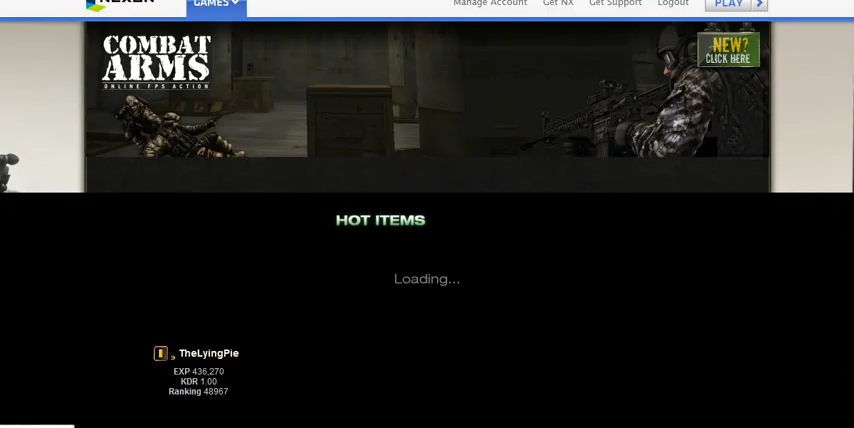 NEXON
GAMES
Manage Account Get NX Get Support Logout PLAY
COMBAT
ARMS
ONLINE FPS ACTION
NEW?
CLICK HERE
HOT ITEMS
Loading...
TheLyingPie
EXP 436,270
KDR 1.00
Ranking 48967